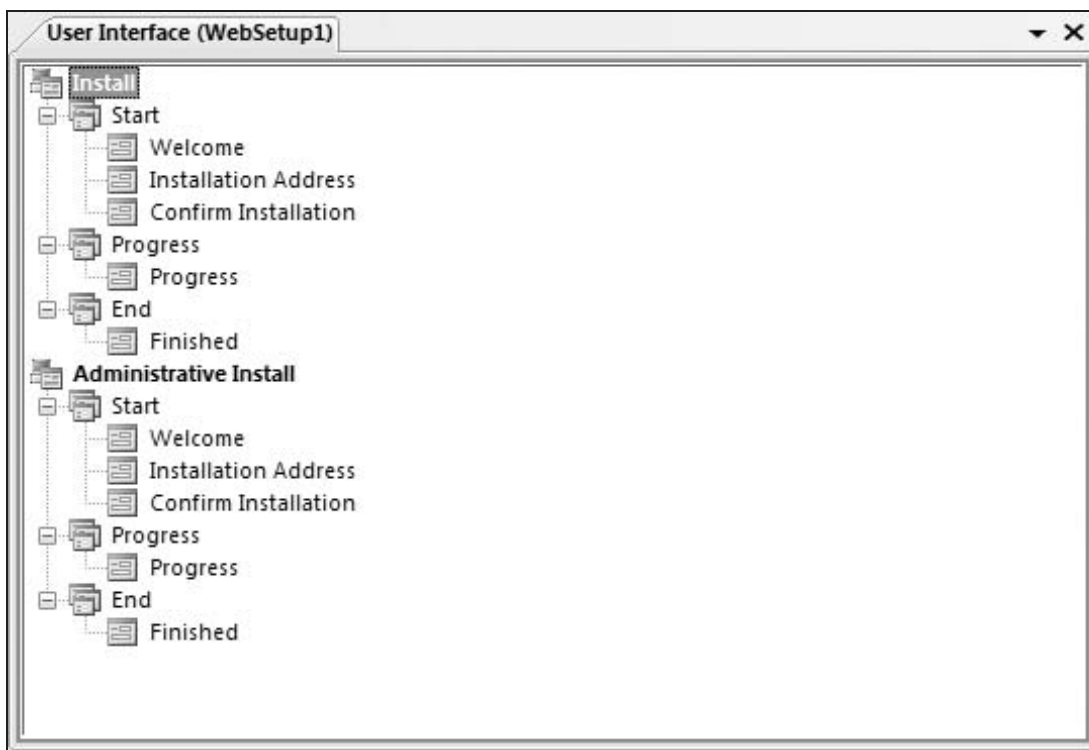 User Interface (WebSetup1)
Install
Start
Welcome
Installation Address
Confirm Installation
Progress
Progress
End
Finished
Administrative Install
Start
Welcome
Installation Address
Confirm Installation
Progress
Progress
End
Finished